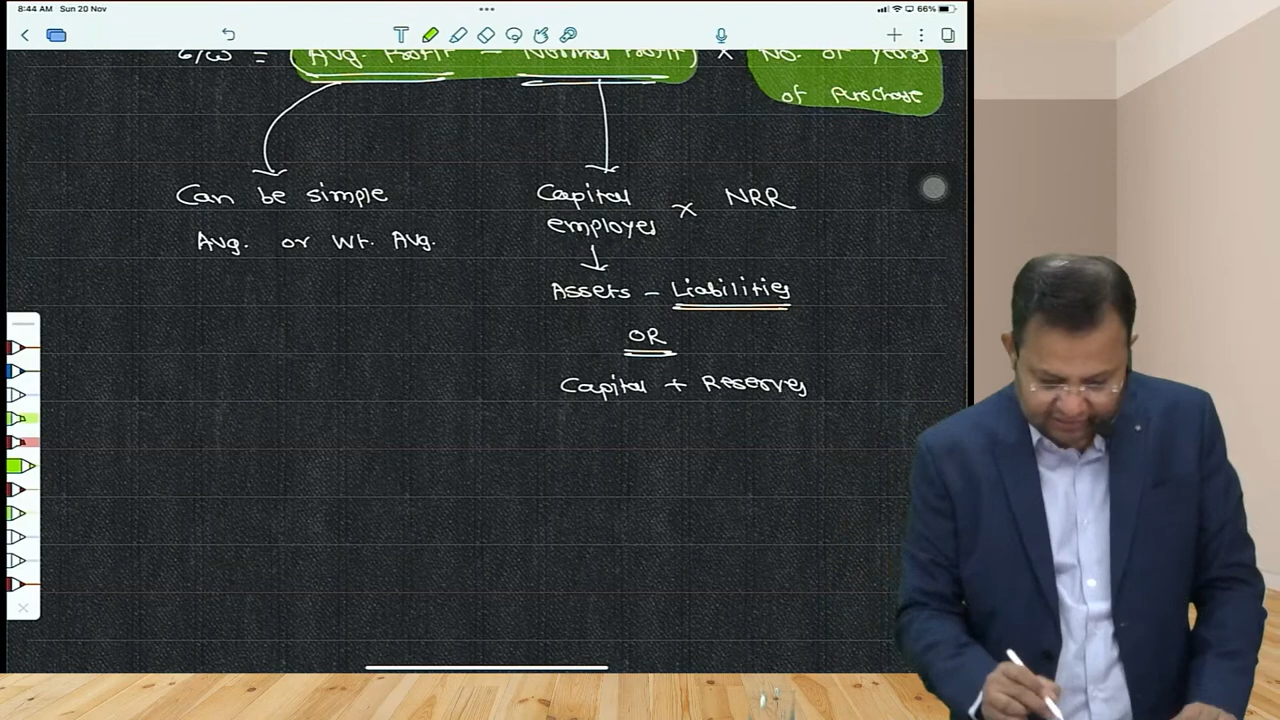 8:44 AM Sun 20 Nov
66%
G/W = (Avg. Profit - Normal Profit) × No. of years
of Purchase
Can be simple
Avg. or Wt. Avg.
Capital
employed
× NRR
Assets - Liabilities
OR
Capital + Reserves